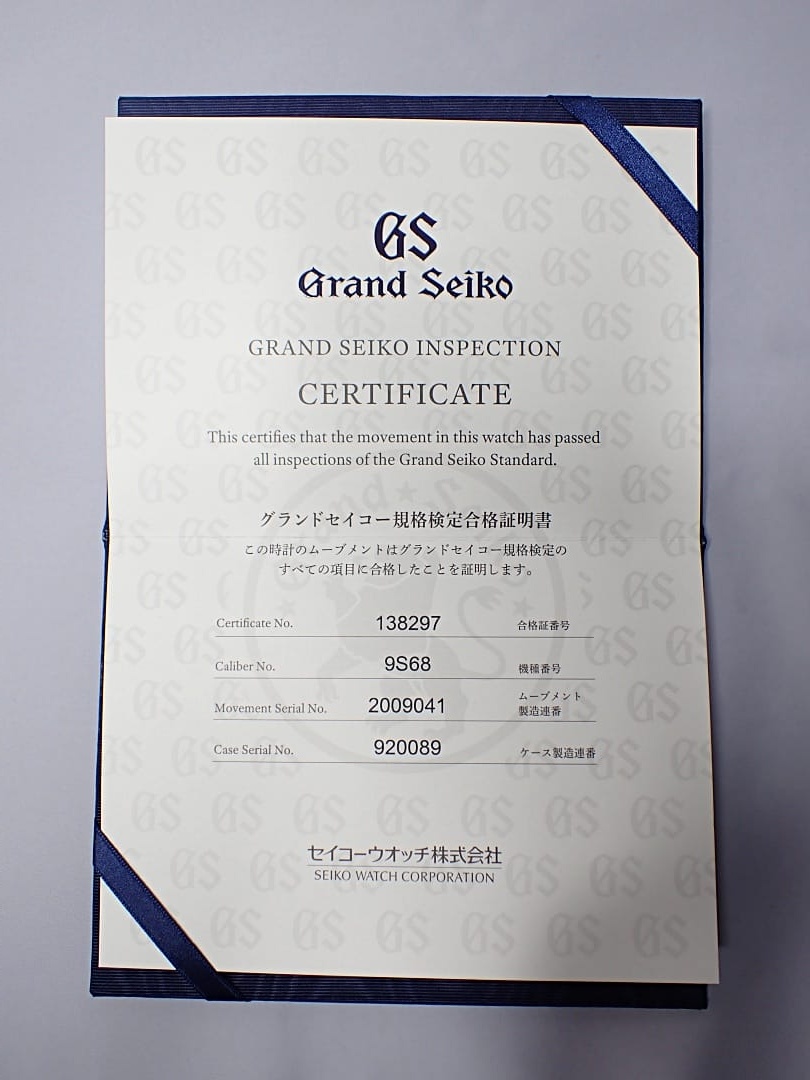 GS
Grand Seiko
GRAND SEIKO INSPECTION
CERTIFICATE
This certifies that the movement in this watch has passed
all inspections of the Grand Seiko Standard.
グランドセイコー規格検定合格証明書
この時計のムーブメントはグランドセイコー規格検定の
すべての項目に合格したことを証明します。
Certificate No. 138297 合格証番号
Caliber No. 9S68 機種番号
Movement Serial No. 2009041 ムーブメント
製造連番
Case Serial No. 920089 ケース製造連番
セイコーウオッチ株式会社
SEIKO WATCH CORPORATION